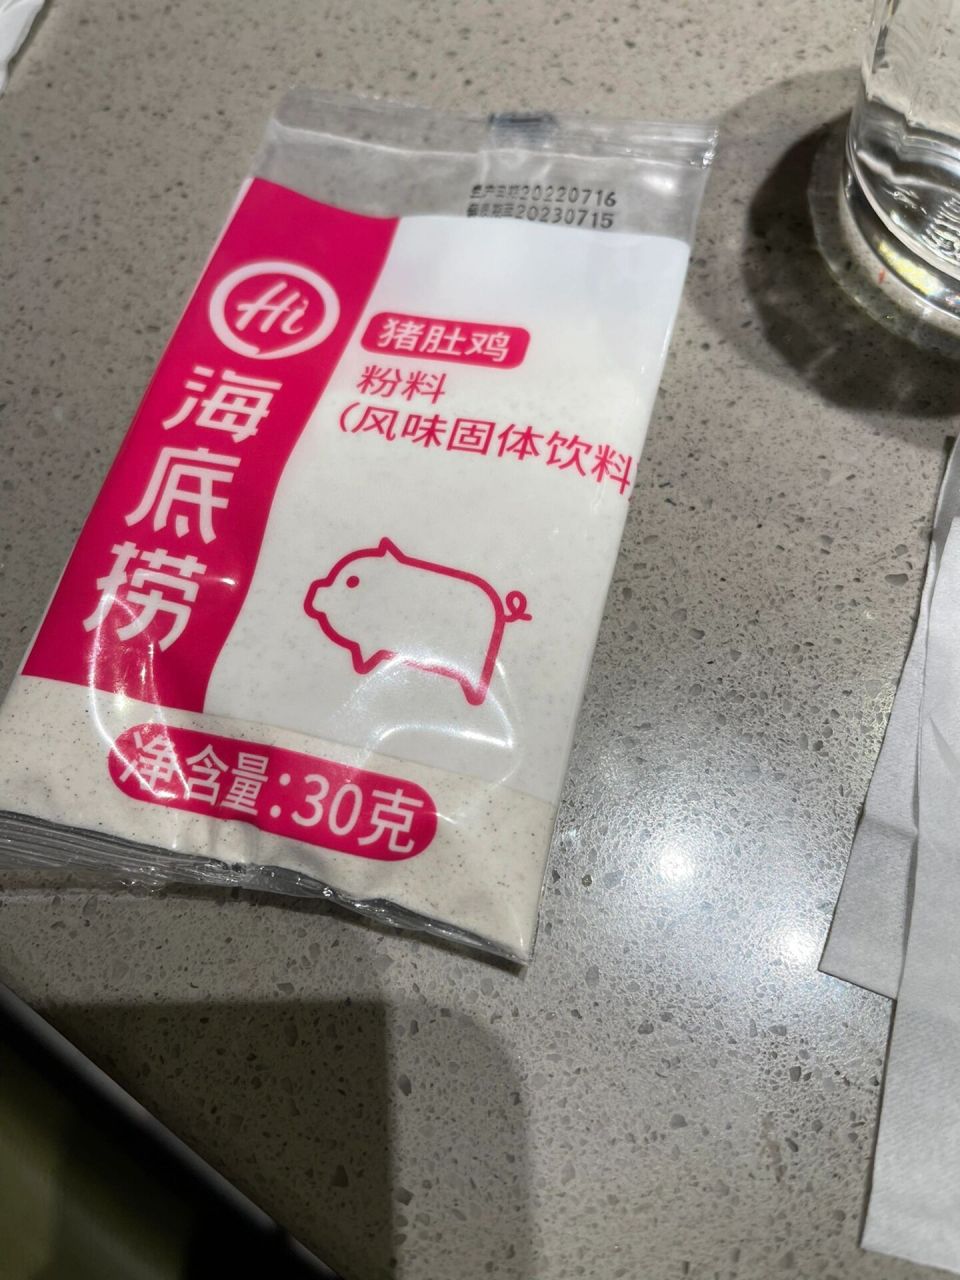 生产日期20220716
保质期至20230715
Hi
海底捞
猪肚鸡
粉料
(风味固体饮料)
净含量:30克